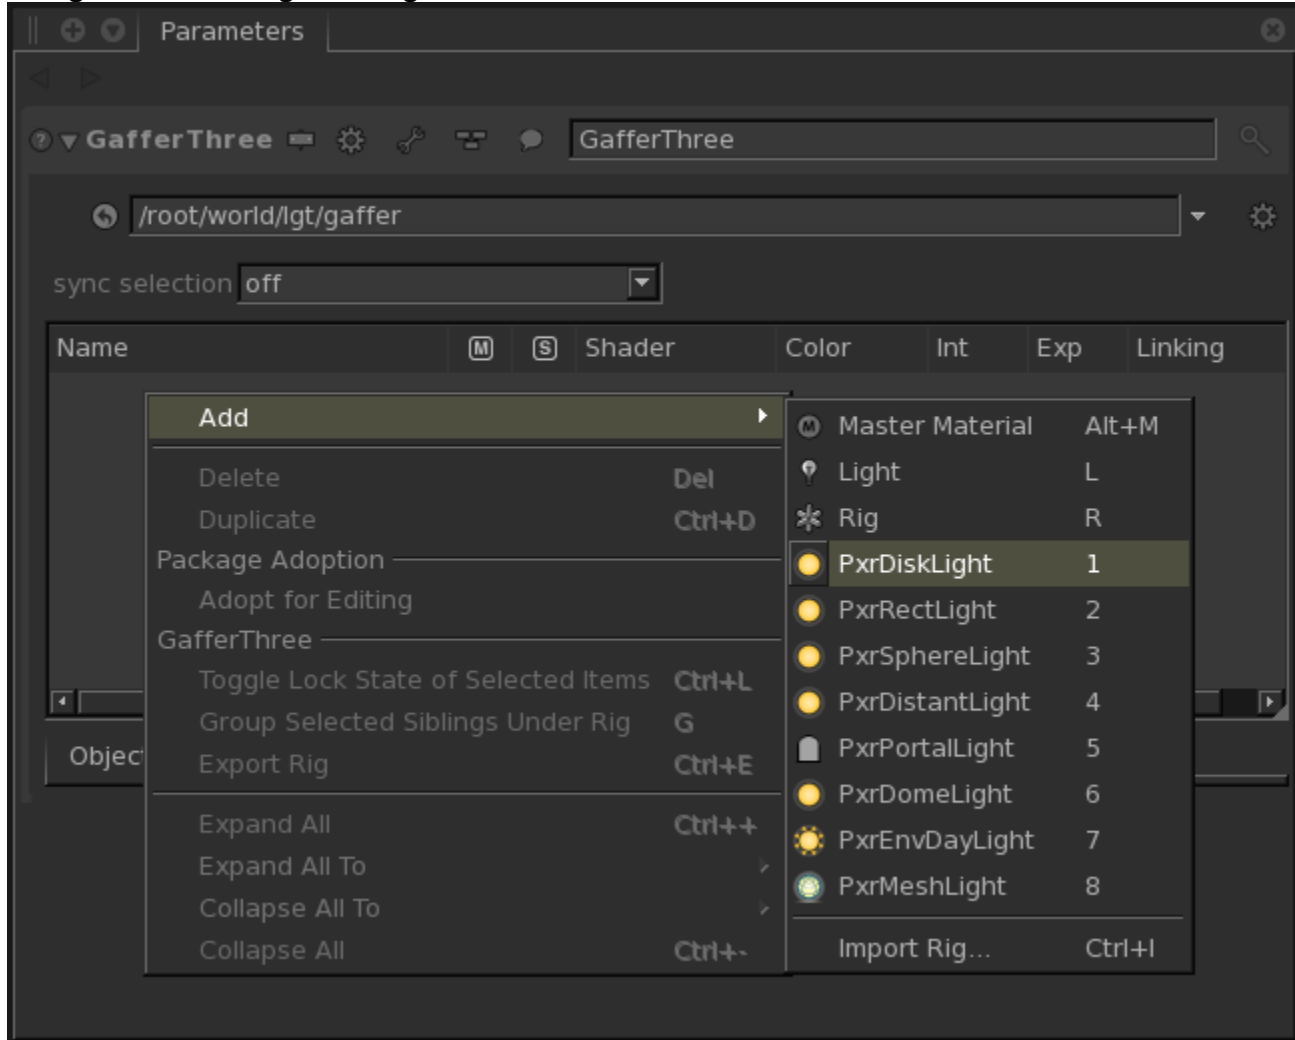 Parameters
GafferThree GafferThree
/root/world/lgt/gaffer
sync selection off
Name M S Shader Color Int Exp Linking
Add
Delete Del
Duplicate Ctrl+D
Package Adoption
Adopt for Editing
GafferThree
Toggle Lock State of Selected Items Ctrl+L
Group Selected Siblings Under Rig G
Export Rig Ctrl+E
Expand All Ctrl++
Expand All To
Collapse All To
Collapse All Ctrl+-
Master Material Alt+M
Light L
Rig R
PxrDiskLight 1
PxrRectLight 2
PxrSphereLight 3
PxrDistantLight 4
PxrPortalLight 5
PxrDomeLight 6
PxrEnvDayLight 7
PxrMeshLight 8
Import Rig... Ctrl+I
Objec